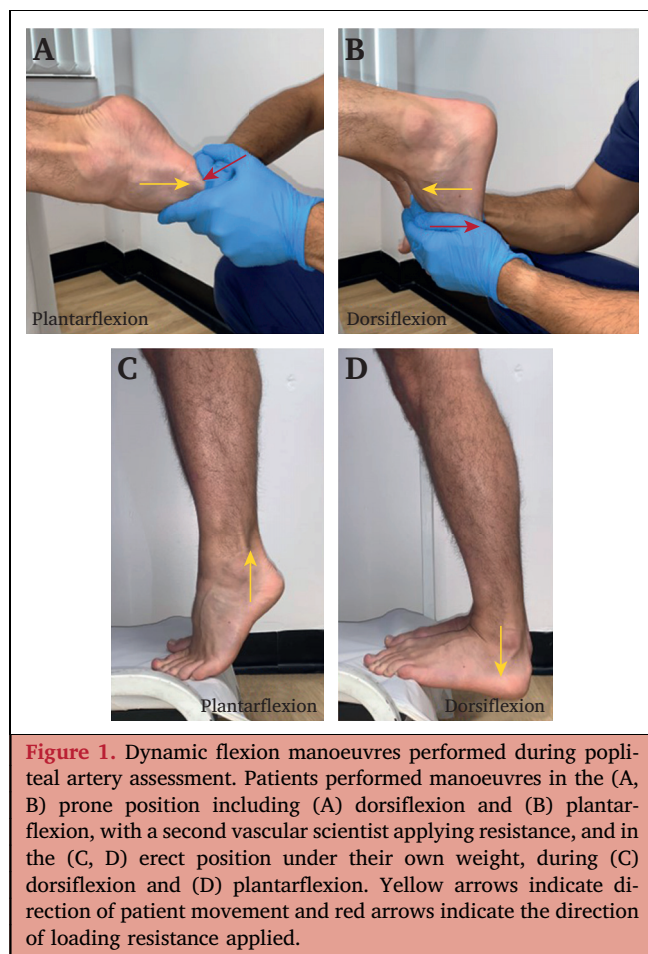 A
B
Plantarflexion
Dorsiflexion
C
D
Plantarflexion
Dorsiflexion
Figure 1. Dynamic flexion manoeuvres performed during popli-
teal artery assessment. Patients performed manoeuvres in the (A,
B) prone position including (A) dorsiflexion and (B) plantar-
flexion, with a second vascular scientist applying resistance, and in
the (C, D) erect position under their own weight, during (C)
dorsiflexion and (D) plantarflexion. Yellow arrows indicate di-
rection of patient movement and red arrows indicate the direction
of loading resistance applied.